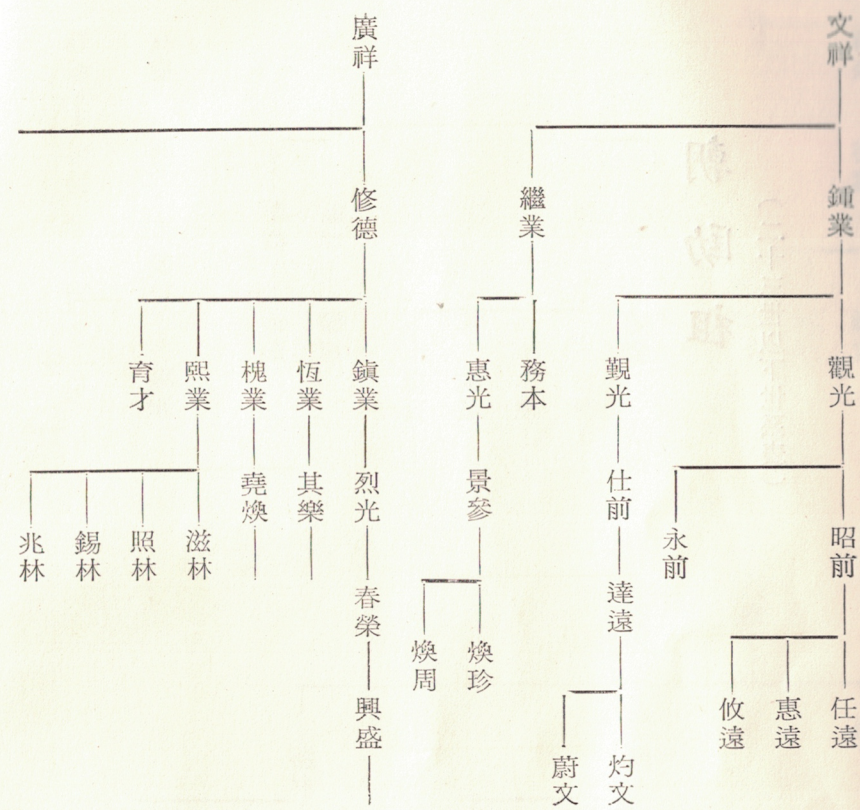 文祥
鍾業
觀光
昭前
任遠
惠遠
攸遠
永前
覲光
仕前
達遠
灼文
蔚文
繼業
務本
惠光
景參
煥珍
煥周
廣祥
修德
鎮業
烈光
春榮
興盛
恆業
其樂
槐業
堯煥
熙業
滋林
照林
錫林
兆林
育才